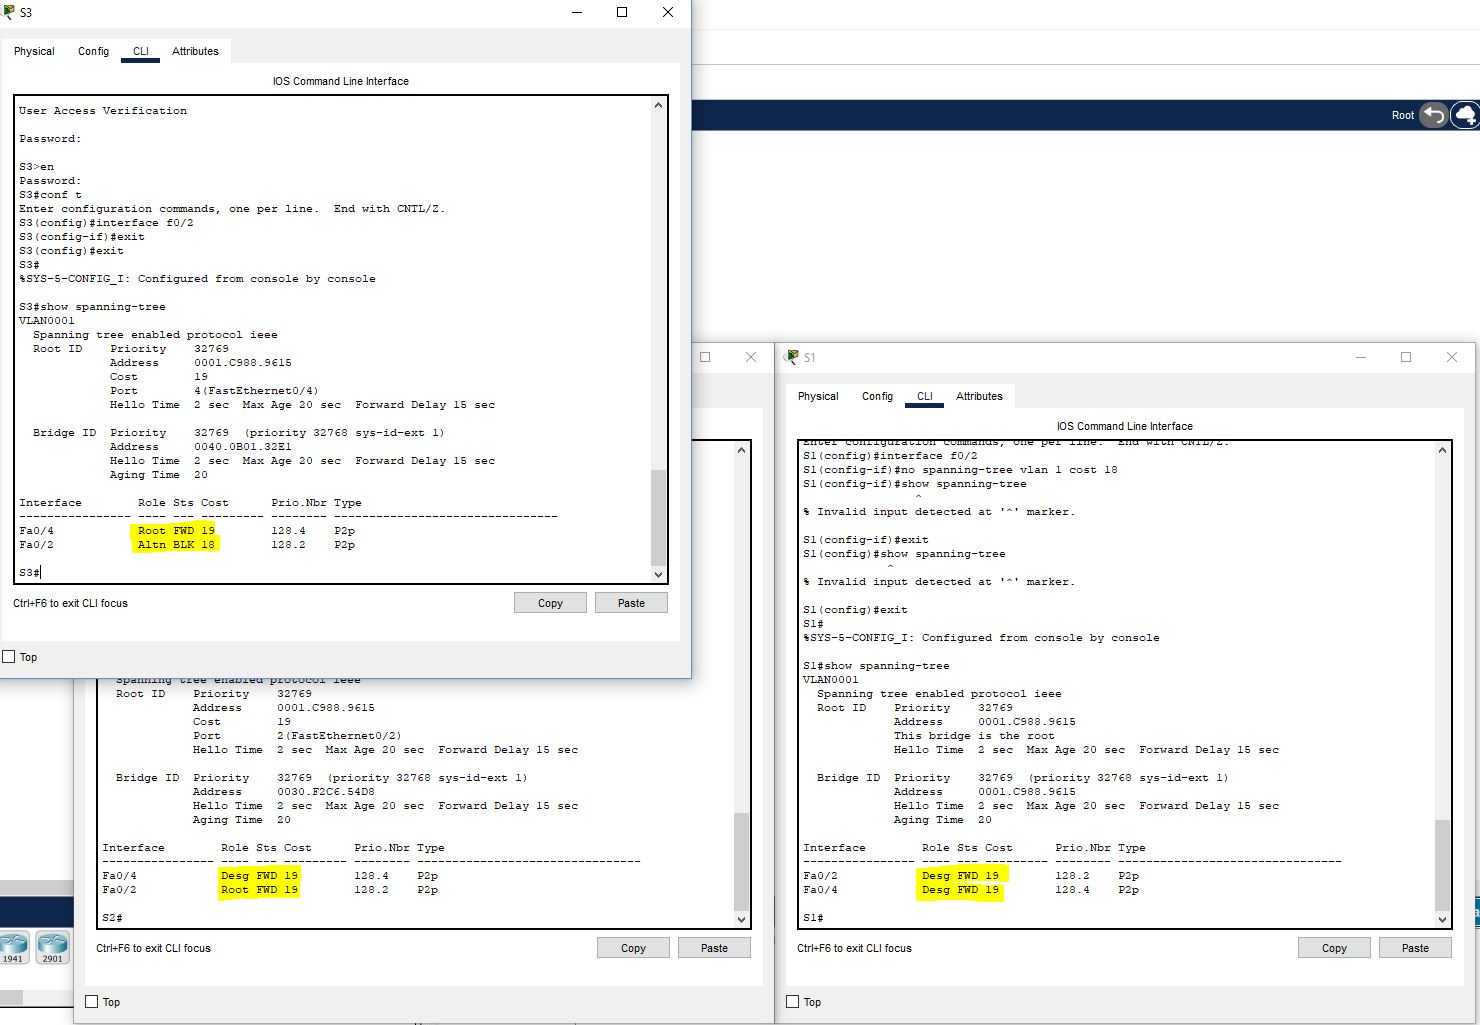 S3
Physical Config CLI Attributes
IOS Command Line Interface
User Access Verification
Password:
S3>en
Password:
S3#conf t
Enter configuration commands, one per line.  End with CNTL/Z.
S3(config)#interface f0/2
S3(config-if)#exit
S3(config)#exit
S3#
%SYS-5-CONFIG_I: Configured from console by console
S3#show spanning-tree
VLAN0001
  Spanning tree enabled protocol ieee
  Root ID    Priority    32769
             Address     0001.C988.9615
             Cost        19
             Port        4(FastEthernet0/4)
             Hello Time  2 sec  Max Age 20 sec  Forward Delay 15 sec
  Bridge ID  Priority    32769  (priority 32768 sys-id-ext 1)
             Address     0040.0B01.32E1
             Hello Time  2 sec  Max Age 20 sec  Forward Delay 15 sec
             Aging Time  20
Interface        Role Sts Cost      Prio.Nbr Type
---------------- ---- --- --------- -------- --------------------------------
Fa0/4            Root FWD 19        128.4    P2p
Fa0/2            Altn BLK 18        128.2    P2p
S3#
Ctrl+F6 to exit CLI focus
Copy Paste
Top
Root
  Spanning tree enabled protocol ieee
  Root ID    Priority    32769
             Address     0001.C988.9615
             Cost        19
             Port        2(FastEthernet0/2)
             Hello Time  2 sec  Max Age 20 sec  Forward Delay 15 sec
  Bridge ID  Priority    32769  (priority 32768 sys-id-ext 1)
             Address     0030.F2C6.54D8
             Hello Time  2 sec  Max Age 20 sec  Forward Delay 15 sec
             Aging Time  20
Interface        Role Sts Cost      Prio.Nbr Type
---------------- ---- --- --------- -------- --------------------------------
Fa0/4            Desg FWD 19        128.4    P2p
Fa0/2            Root FWD 19        128.2    P2p
S2#
Ctrl+F6 to exit CLI focus
Copy Paste
Top
1941 2901
S1
Physical Config CLI Attributes
IOS Command Line Interface
Enter configuration commands, one per line.  End with CNTL/Z.
S1(config)#interface f0/2
S1(config-if)#no spanning-tree vlan 1 cost 18
S1(config-if)#show spanning-tree
                ^
% Invalid input detected at '^' marker.
S1(config-if)#exit
S1(config)#show spanning-tree
            ^
% Invalid input detected at '^' marker.
S1(config)#exit
S1#
%SYS-5-CONFIG_I: Configured from console by console
S1#show spanning-tree
VLAN0001
  Spanning tree enabled protocol ieee
  Root ID    Priority    32769
             Address     0001.C988.9615
             This bridge is the root
             Hello Time  2 sec  Max Age 20 sec  Forward Delay 15 sec
  Bridge ID  Priority    32769  (priority 32768 sys-id-ext 1)
             Address     0001.C988.9615
             Hello Time  2 sec  Max Age 20 sec  Forward Delay 15 sec
             Aging Time  20
Interface        Role Sts Cost      Prio.Nbr Type
---------------- ---- --- --------- -------- --------------------------------
Fa0/2            Desg FWD 19        128.2    P2p
Fa0/4            Desg FWD 19        128.4    P2p
S1#
Ctrl+F6 to exit CLI focus
Copy Paste
Top